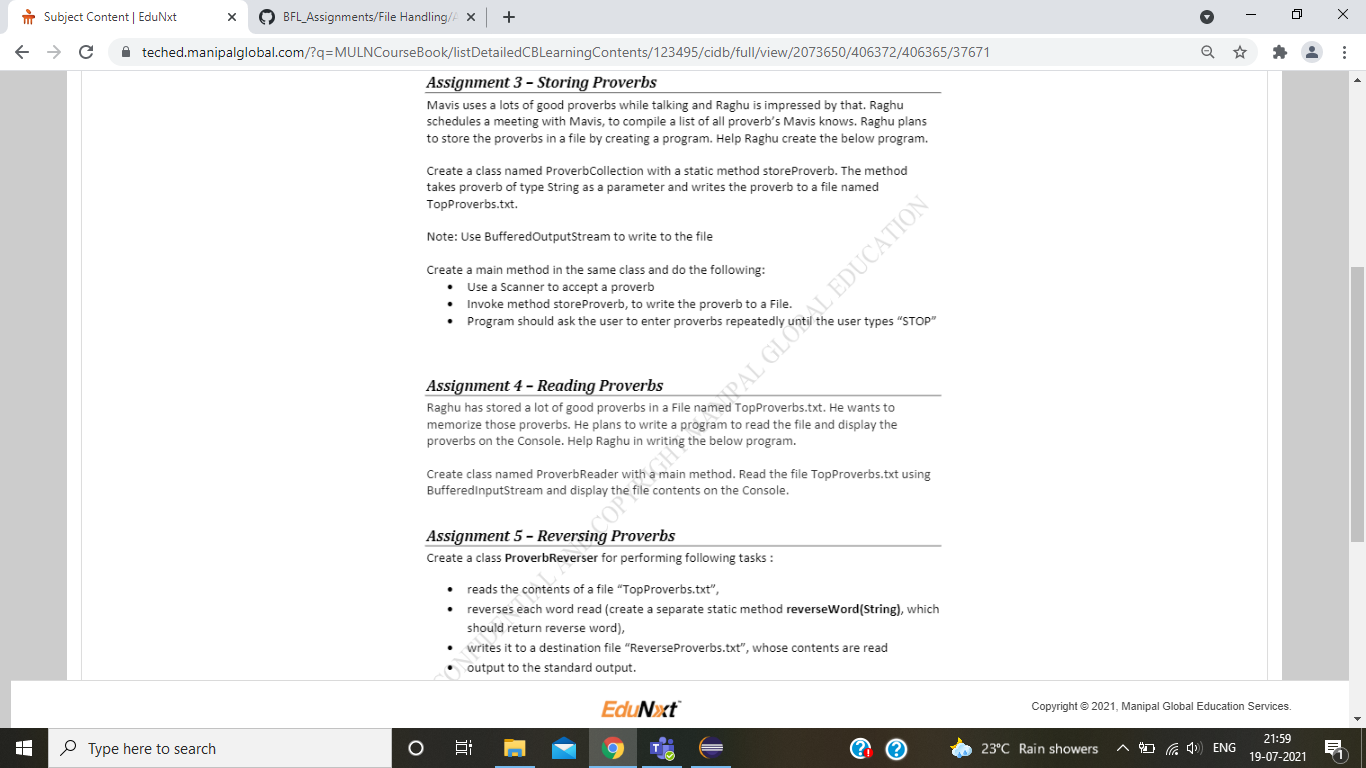 Subject Content | EduNxt
BFL_Assignments/File Handling/
teched.manipalglobal.com/?q=MULNCourseBook/listDetailedCBLearningContents/123495/cidb/full/view/2073650/406372/406365/37671
Assignment 3 – Storing Proverbs
Mavis uses a lots of good proverbs while talking and Raghu is impressed by that. Raghu
schedules a meeting with Mavis, to compile a list of all proverb’s Mavis knows. Raghu plans
to store the proverbs in a file by creating a program. Help Raghu create the below program.
Create a class named ProverbCollection with a static method storeProverb. The method
takes proverb of type String as a parameter and writes the proverb to a file named
TopProverbs.txt.
Note: Use BufferedOutputStream to write to the file
Create a main method in the same class and do the following:
• Use a Scanner to accept a proverb
• Invoke method storeProverb, to write the proverb to a File.
• Program should ask the user to enter proverbs repeatedly until the user types “STOP”
Assignment 4 – Reading Proverbs
Raghu has stored a lot of good proverbs in a File named TopProverbs.txt. He wants to
memorize those proverbs. He plans to write a program to read the file and display the
proverbs on the Console. Help Raghu in writing the below program.
Create class named ProverbReader with a main method. Read the file TopProverbs.txt using
BufferedInputStream and display the file contents on the Console.
Assignment 5 – Reversing Proverbs
Create a class ProverbReverser for performing following tasks :
• reads the contents of a file “TopProverbs.txt”,
• reverses each word read (create a separate static method reverseWord(String), which
should return reverse word),
• writes it to a destination file “ReverseProverbs.txt”, whose contents are read
• output to the standard output.
CONFIDENTIAL AND COPYRIGHT MANIPAL GLOBAL EDUCATION
EduNxt
Copyright © 2021, Manipal Global Education Services.
Type here to search
23°C Rain showers
ENG
21:59
19-07-2021
1